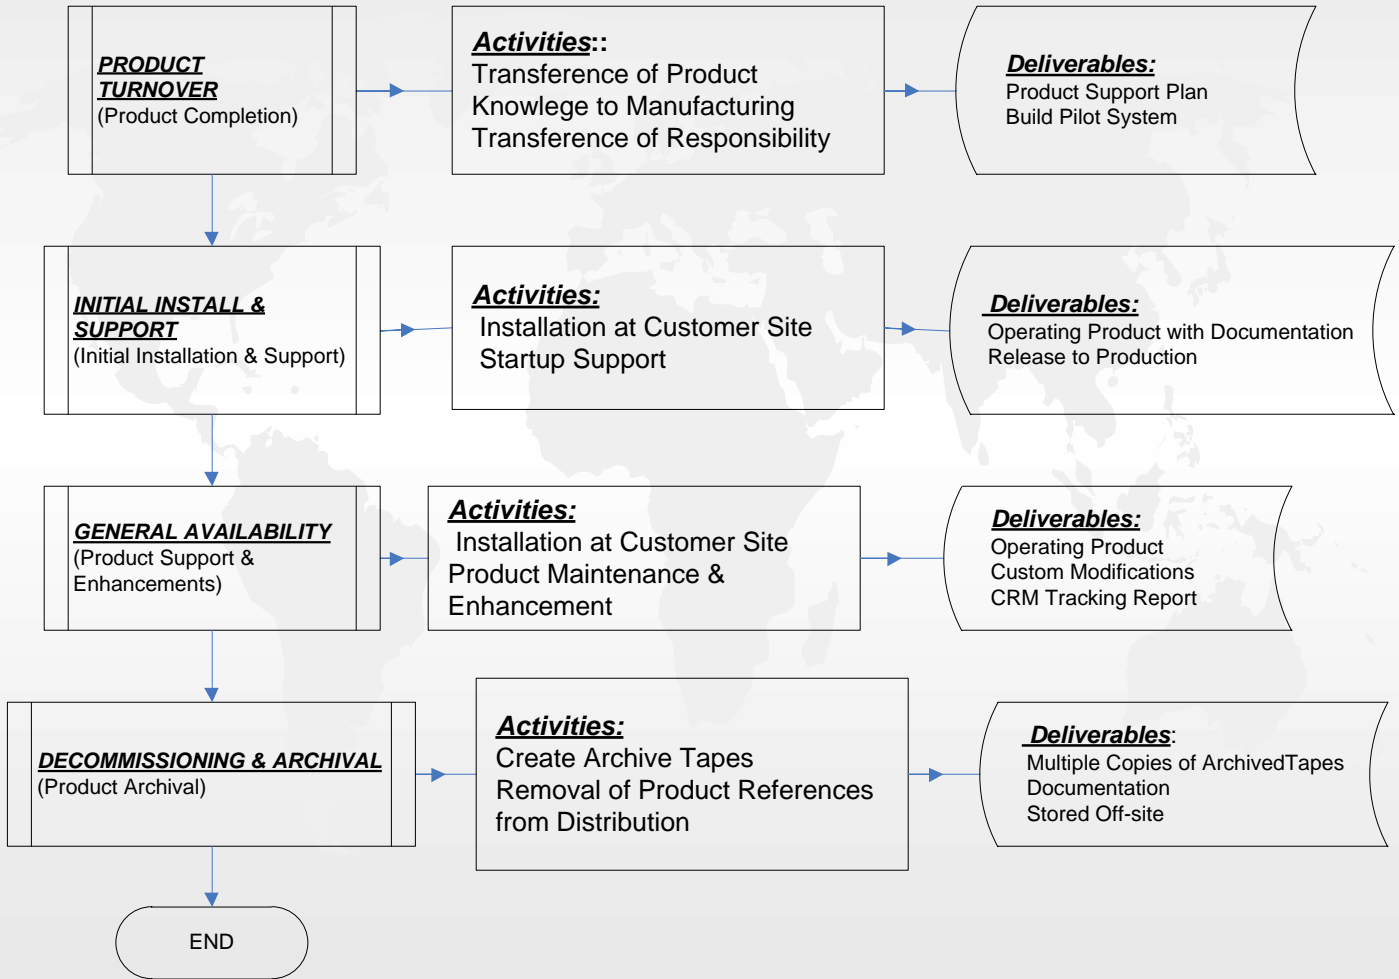 PRODUCT
TURNOVER
(Product Completion)
Activities::
Transference of Product
Knowlege to Manufacturing
Transference of Responsibility
Deliverables:
Product Support Plan
Build Pilot System
INITIAL INSTALL &
SUPPORT
(Initial Installation & Support)
Activities:
Installation at Customer Site
Startup Support
Deliverables:
Operating Product with Documentation
Release to Production
GENERAL AVAILABILITY
(Product Support &
Enhancements)
Activities:
Installation at Customer Site
Product Maintenance &
Enhancement
Deliverables:
Operating Product
Custom Modifications
CRM Tracking Report
DECOMMISSIONING & ARCHIVAL
(Product Archival)
Activities:
Create Archive Tapes
Removal of Product References
from Distribution
Deliverables:
Multiple Copies of ArchivedTapes
Documentation
Stored Off-site
END